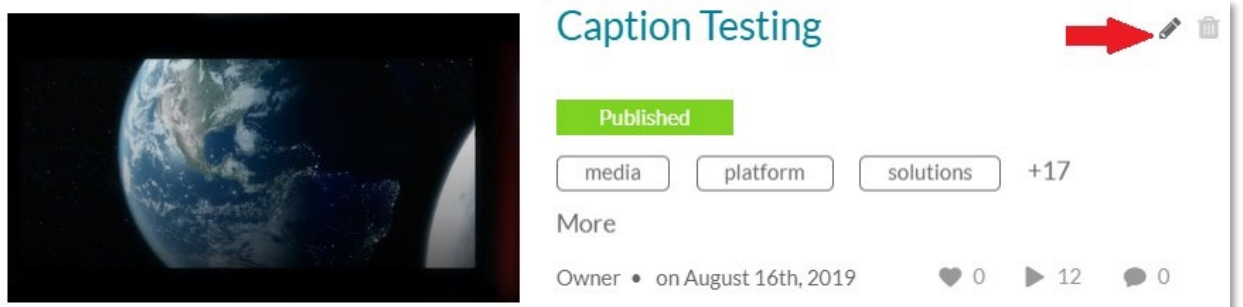 Caption Testing
Published
media platform solutions +17
More
Owner • on August 16th, 2019 0 12 0